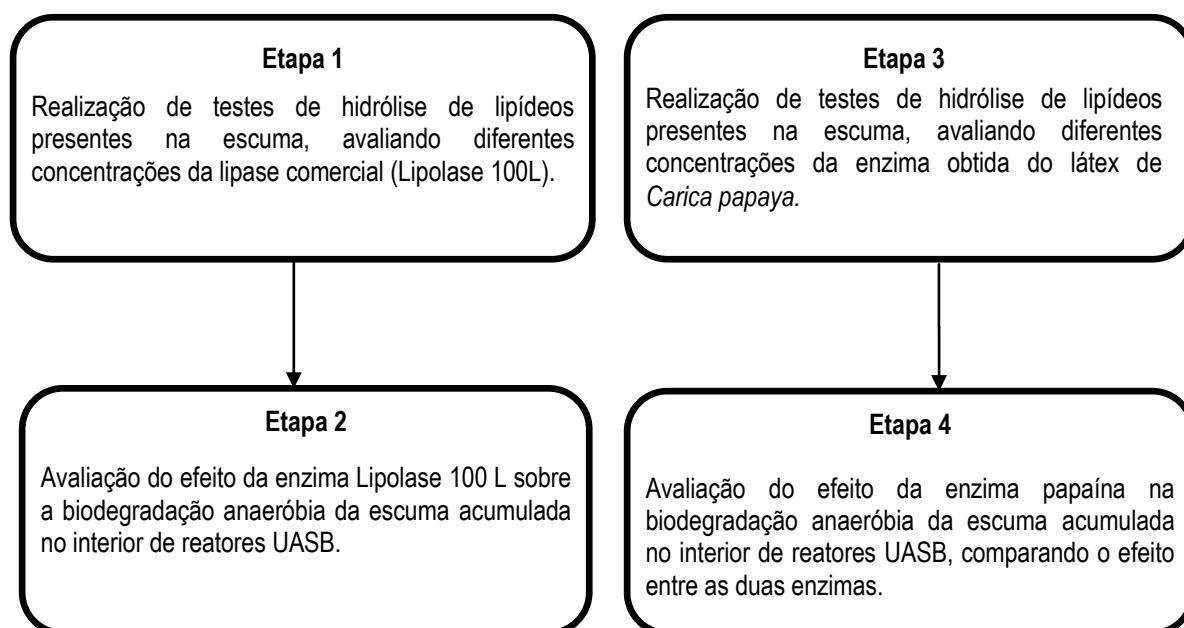 Etapa 1
Realização de testes de hidrólise de lipídeos
presentes na escuma, avaliando diferentes
concentrações da lipase comercial (Lipolase 100L).
Etapa 3
Realização de testes de hidrólise de lipídeos
presentes na escuma, avaliando diferentes
concentrações da enzima obtida do látex de
Carica papaya.
Etapa 2
Avaliação do efeito da enzima Lipolase 100 L sobre
a biodegradação anaeróbia da escuma acumulada
no interior de reatores UASB.
Etapa 4
Avaliação do efeito da enzima papaína na
biodegradação anaeróbia da escuma acumulada
no interior de reatores UASB, comparando o efeito
entre as duas enzimas.